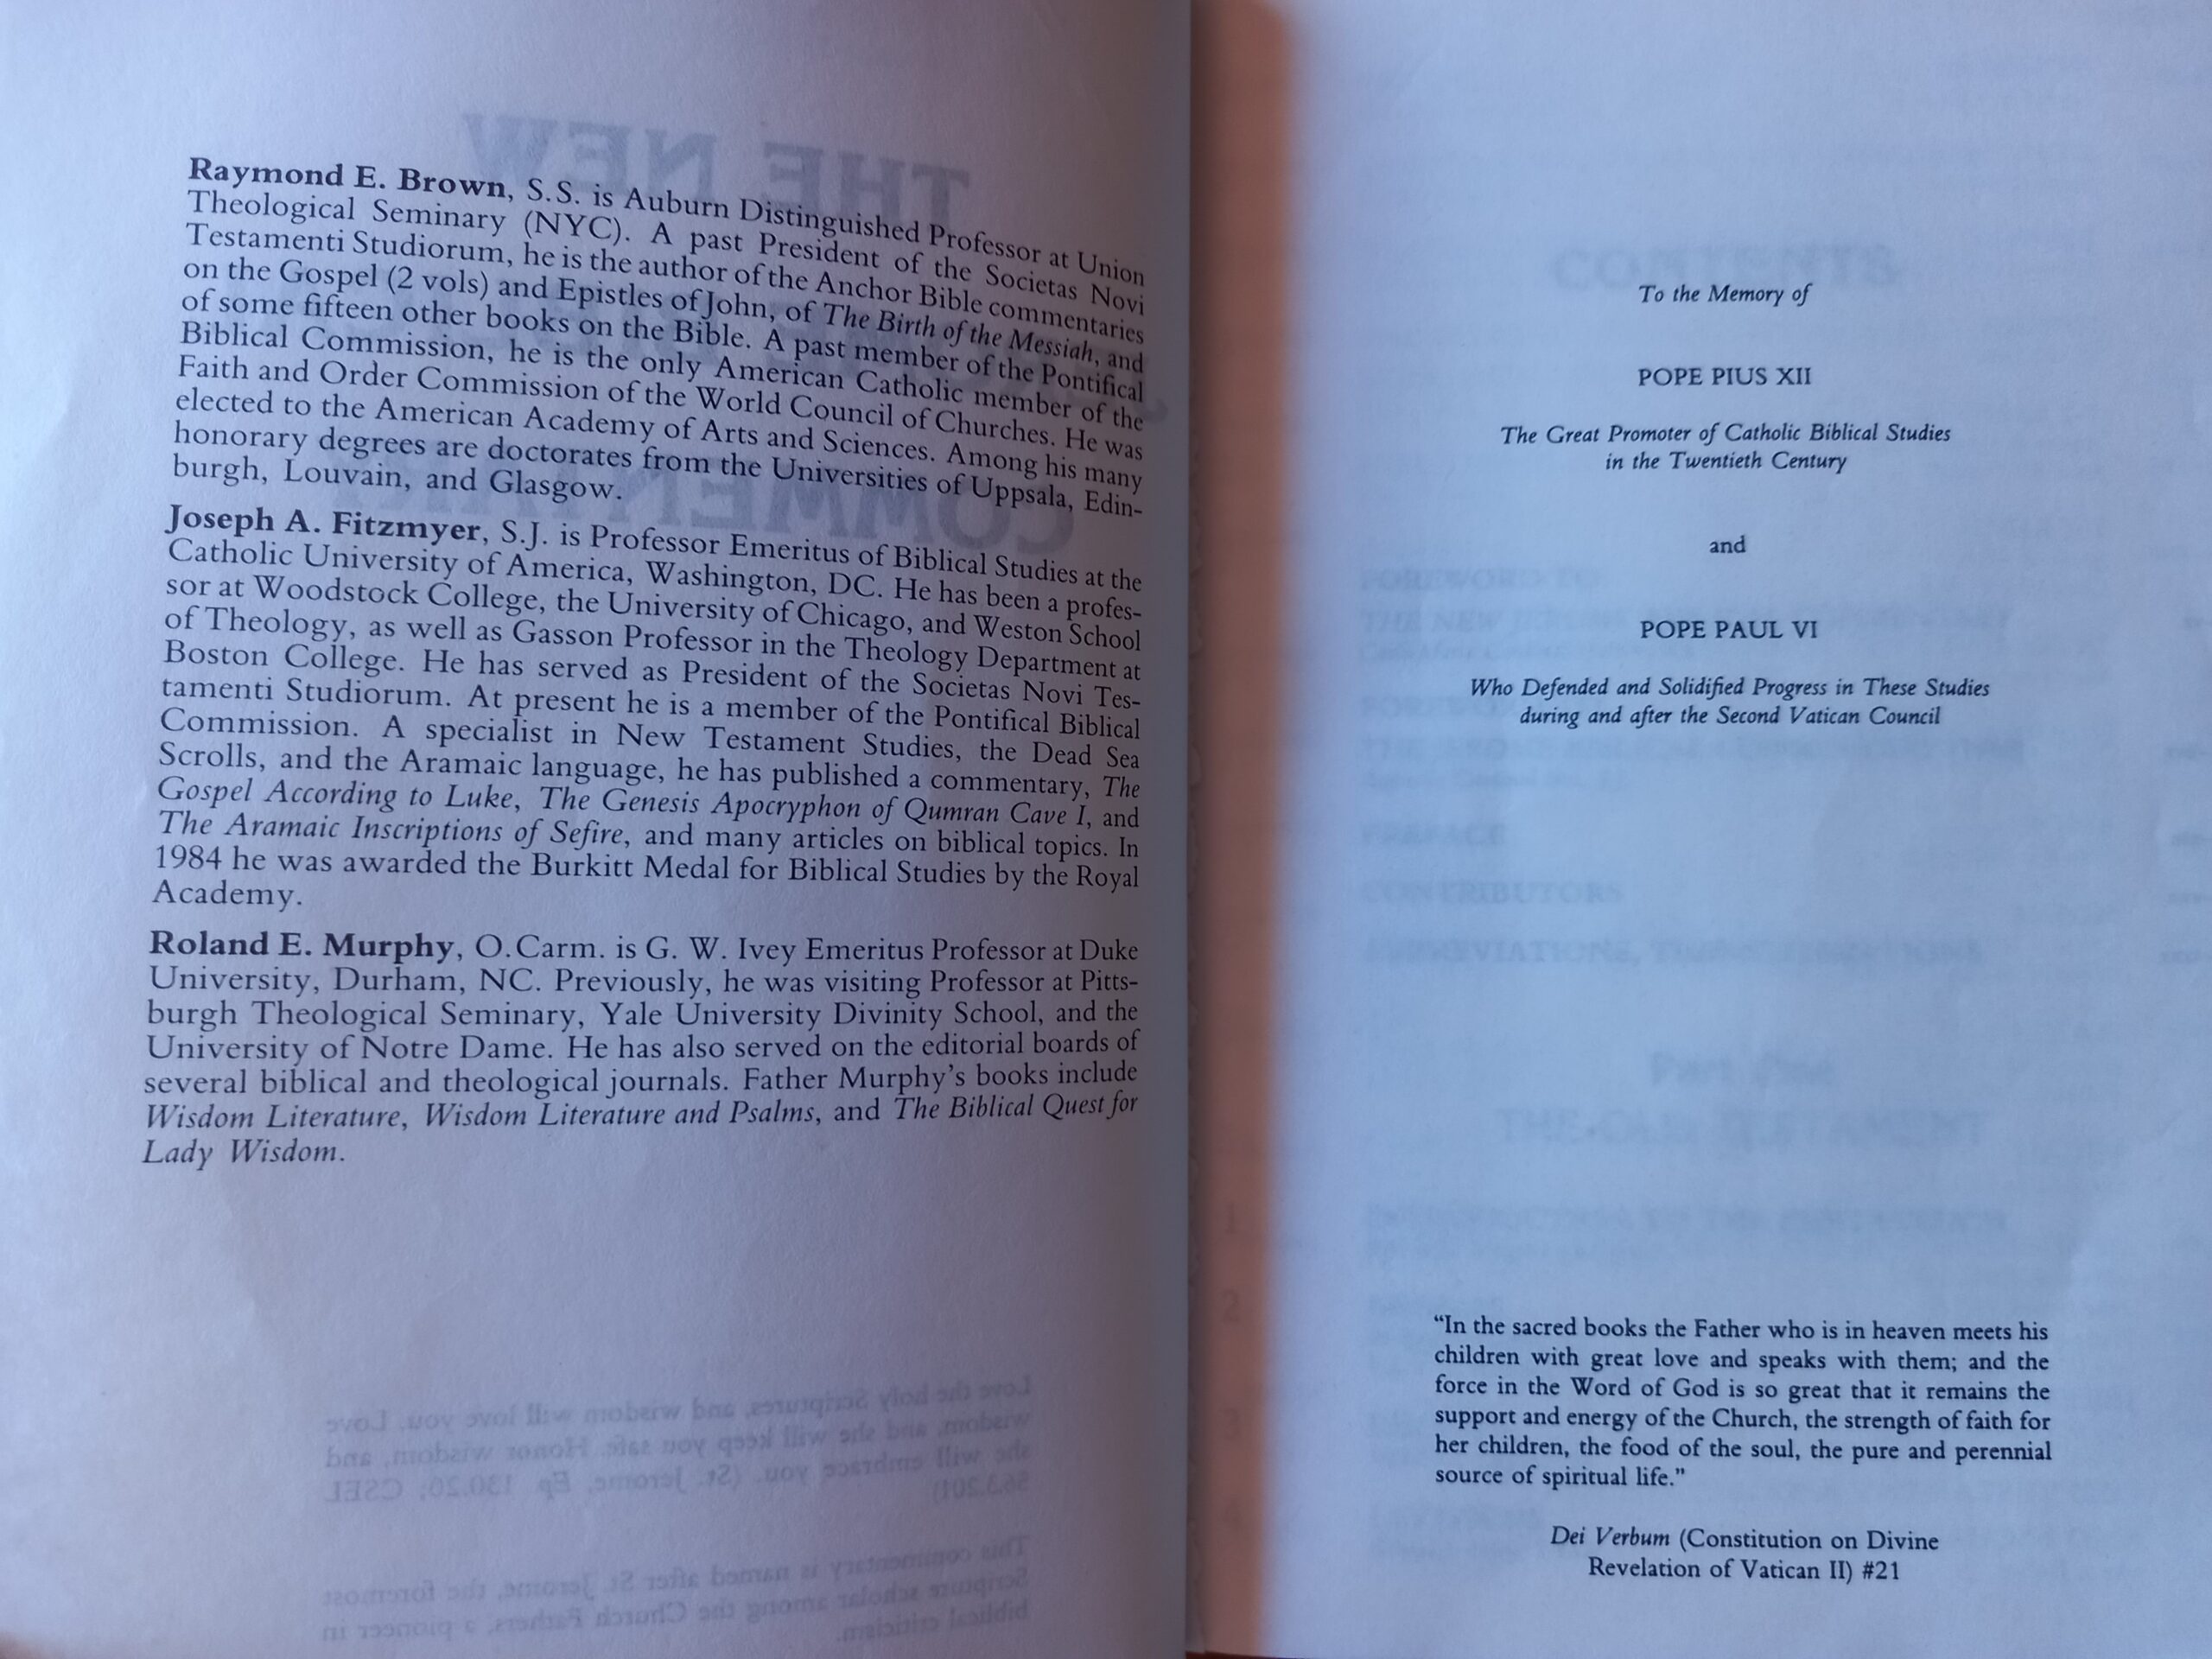 Raymond E. Brown, S.S. is Auburn Distinguished Professor at Union
Theological Seminary (NYC). A past President of the Societas Novi
Testamenti Studiorum, he is the author of the Anchor Bible commentaries
on the Gospel (2 vols) and Epistles of John, of The Birth of the Messiah, and
of some fifteen other books on the Bible. A past member of the Pontifical
Biblical Commission, he is the only American Catholic member of the
Faith and Order Commission of the World Council of Churches. He was
elected to the American Academy of Arts and Sciences. Among his many
honorary degrees are doctorates from the Universities of Uppsala, Edin-
burgh, Louvain, and Glasgow.
Joseph A. Fitzmyer, S.J. is Professor Emeritus of Biblical Studies at the
Catholic University of America, Washington, DC. He has been a profes-
sor at Woodstock College, the University of Chicago, and Weston School
of Theology, as well as Gasson Professor in the Theology Department at
Boston College. He has served as President of the Societas Novi Tes-
tamenti Studiorum. At present he is a member of the Pontifical Biblical
Commission. A specialist in New Testament Studies, the Dead Sea
Scrolls, and the Aramaic language, he has published a commentary, The
Gospel According to Luke, The Genesis Apocryphon of Qumran Cave I, and
The Aramaic Inscriptions of Sefire, and many articles on biblical topics. In
1984 he was awarded the Burkitt Medal for Biblical Studies by the Royal
Academy.
Roland E. Murphy, O.Carm. is G. W. Ivey Emeritus Professor at Duke
University, Durham, NC. Previously, he was visiting Professor at Pitts-
burgh Theological Seminary, Yale University Divinity School, and the
University of Notre Dame. He has also served on the editorial boards of
several biblical and theological journals. Father Murphy's books include
Wisdom Literature, Wisdom Literature and Psalms, and The Biblical Quest for
Lady Wisdom.
To the Memory of
POPE PIUS XII
The Great Promoter of Catholic Biblical Studies
in the Twentieth Century
and
POPE PAUL VI
Who Defended and Solidified Progress in These Studies
during and after the Second Vatican Council
“In the sacred books the Father who is in heaven meets his
children with great love and speaks with them; and the
force in the Word of God is so great that it remains the
support and energy of the Church, the strength of faith for
her children, the food of the soul, the pure and perennial
source of spiritual life.”
Dei Verbum (Constitution on Divine
Revelation of Vatican II) #21